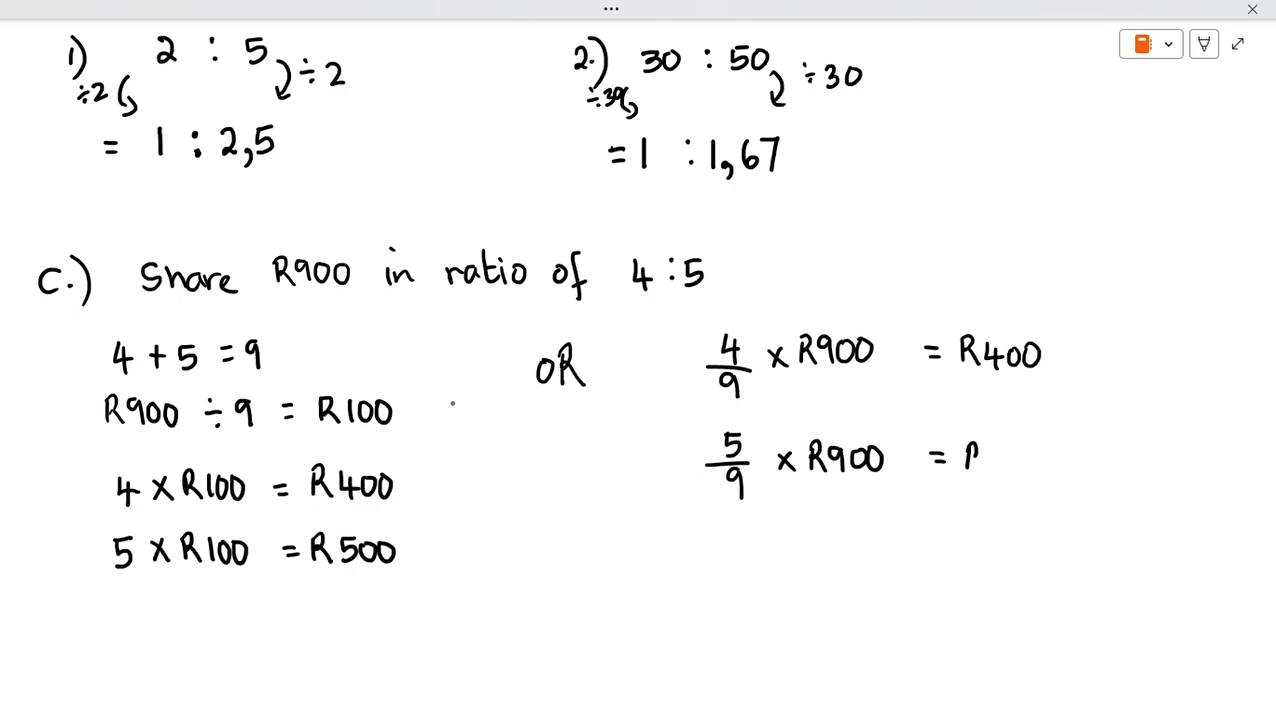 1) 2 : 5
÷2 ÷2
= 1 : 2,5
2.) 30 : 50
÷30 ÷30
= 1 : 1,67
C.) Share R900 in ratio of 4 : 5
4 + 5 = 9
R900 ÷ 9 = R100
4 × R100 = R400
5 × R100 = R500
OR
4/9 × R900 = R400
5/9 × R900 =